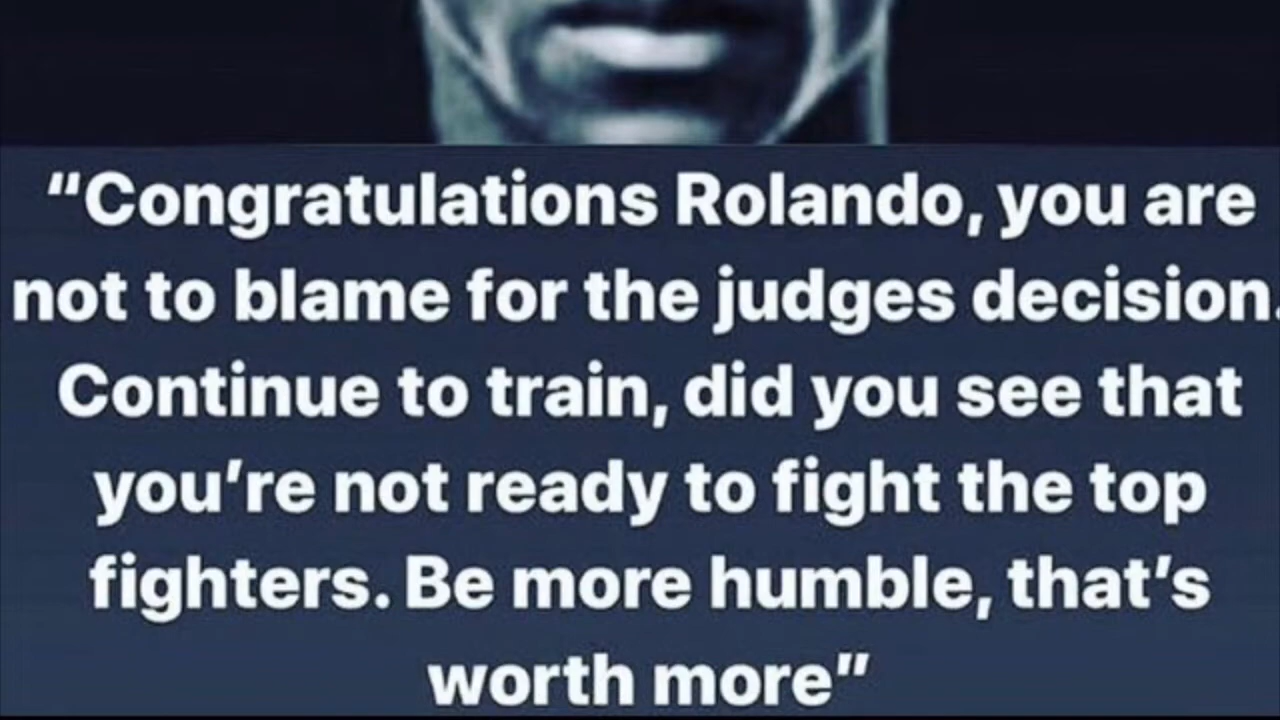 “Congratulations Rolando, you are
not to blame for the judges decision.
Continue to train, did you see that
you’re not ready to fight the top
fighters. Be more humble, that’s
worth more”